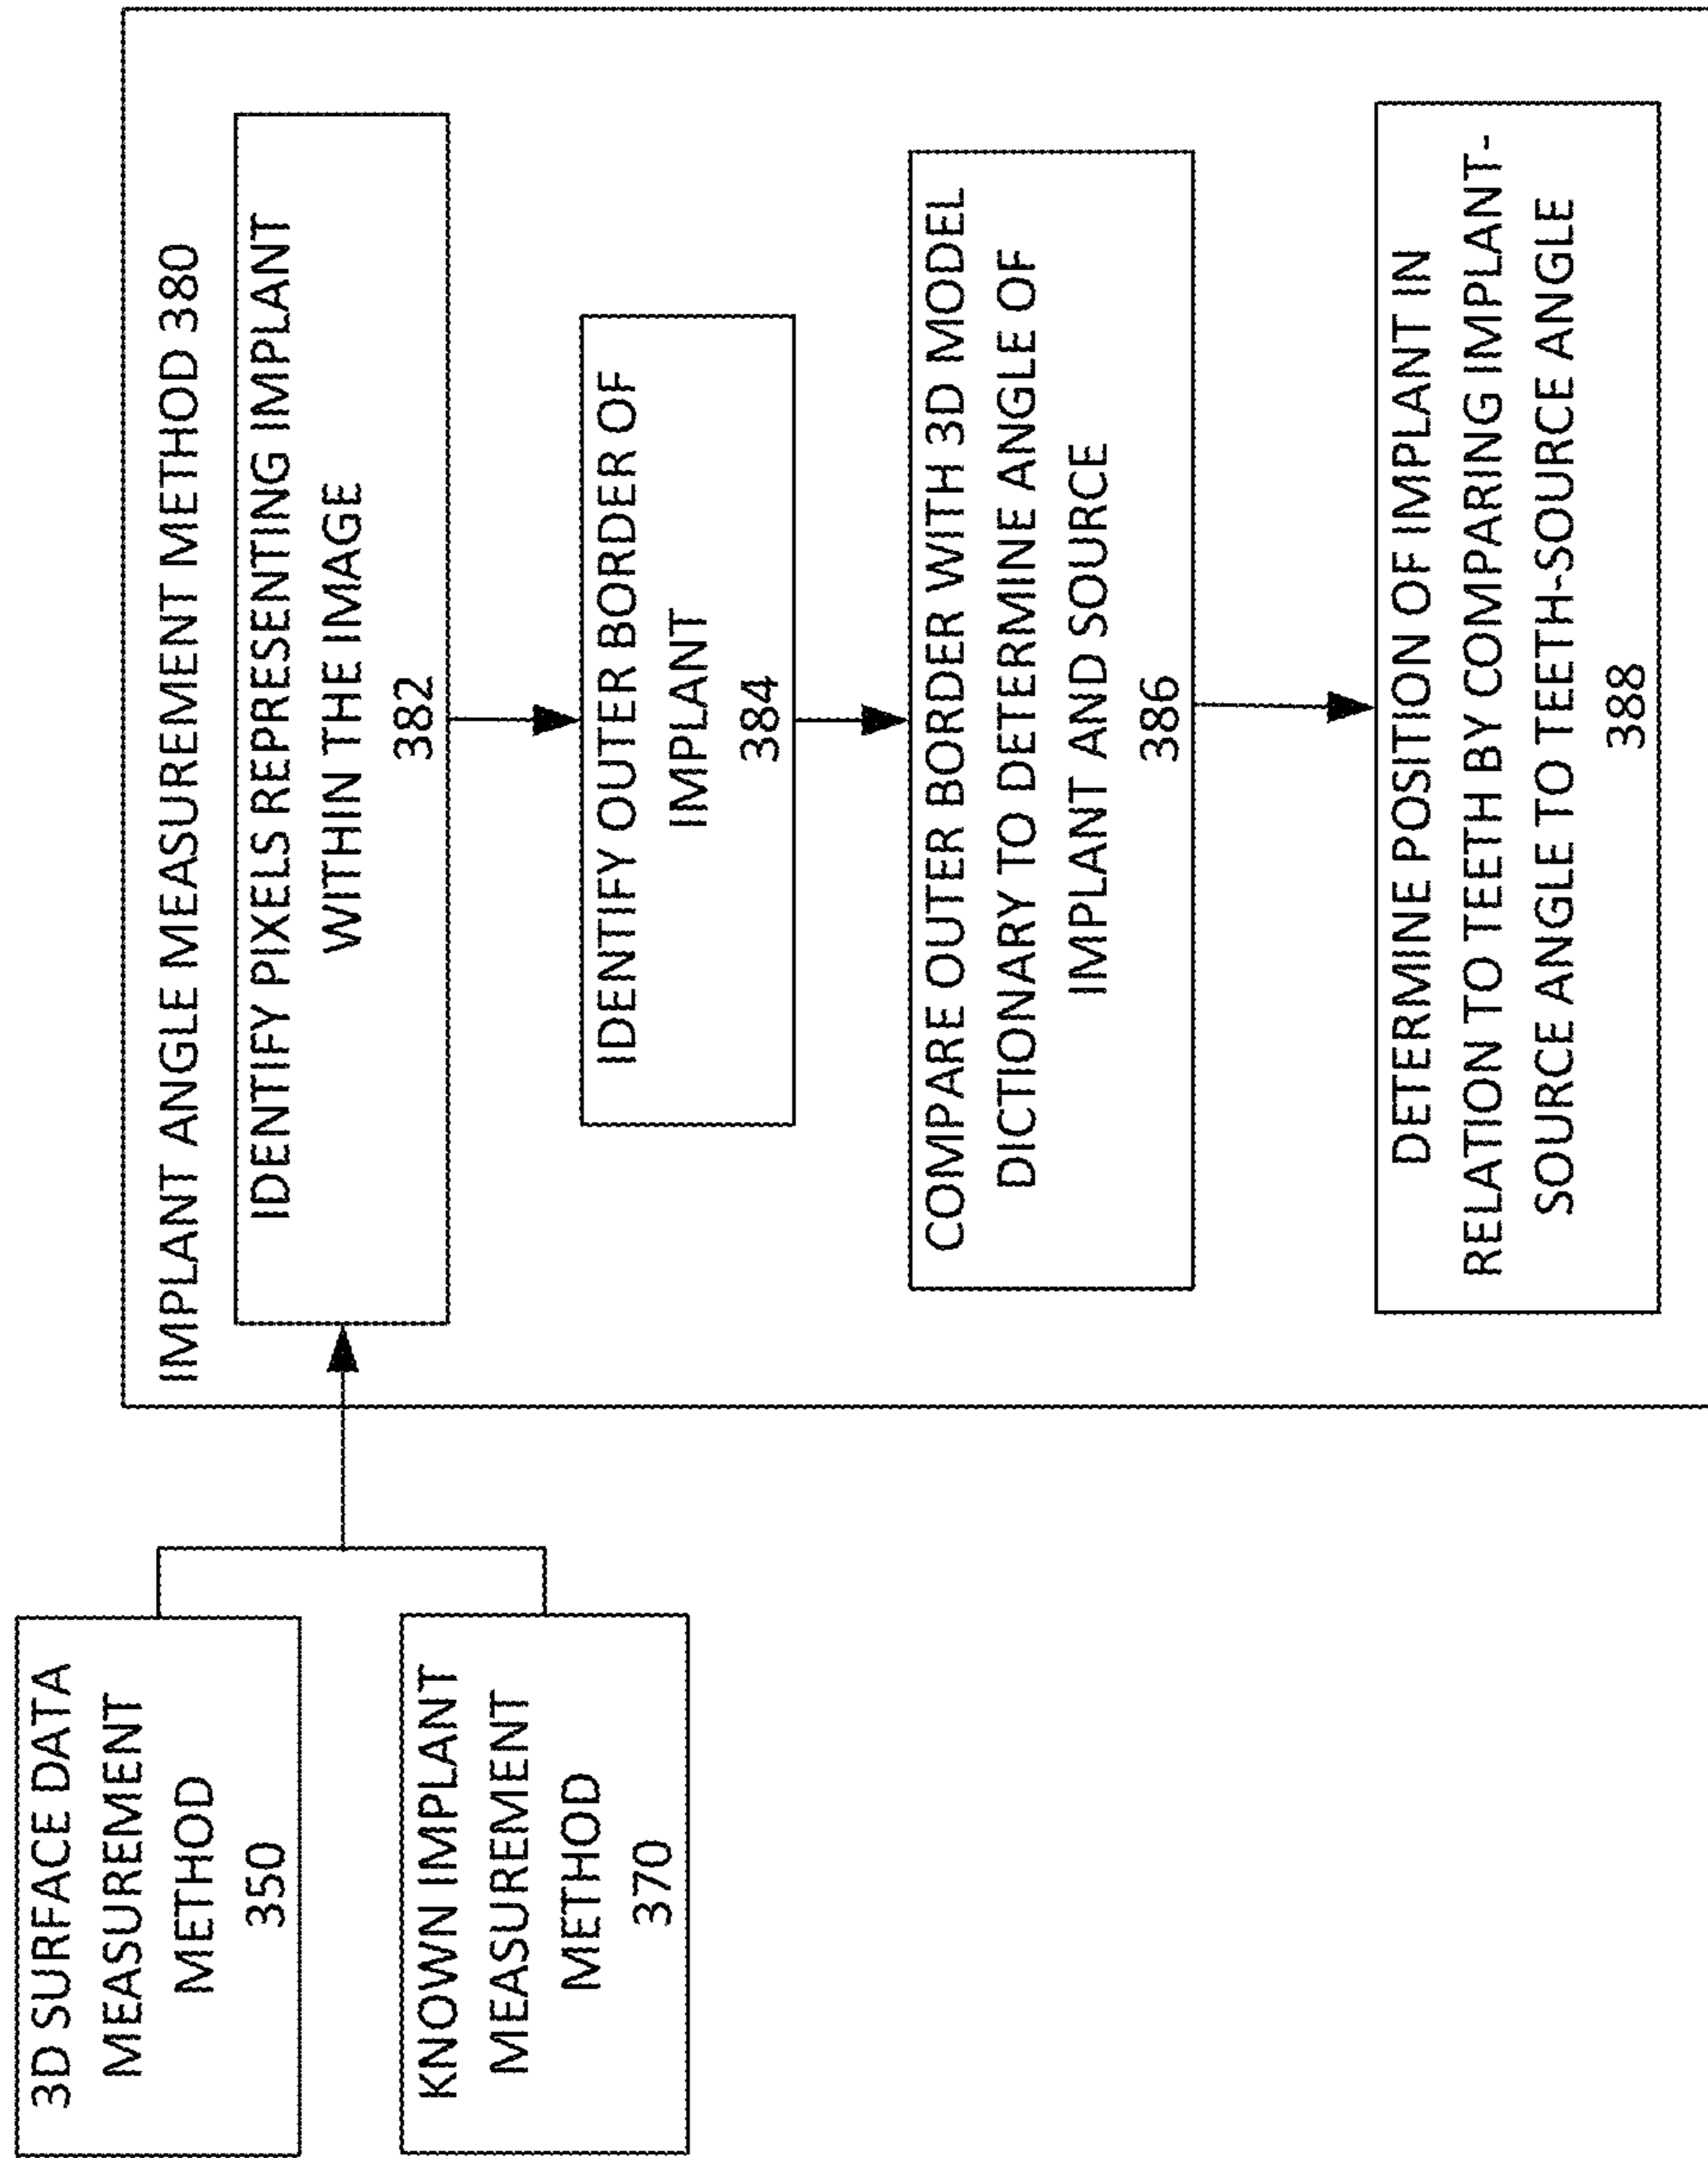 3D SURFACE DATA
MEASUREMENT
METHOD
350
KNOWN IMPLANT
MEASUREMENT
METHOD
370
IMPLANT ANGLE MEASUREMENT METHOD 380
IDENTIFY PIXELS REPRESENTING IMPLANT
WITHIN THE IMAGE
382
IDENTIFY OUTER BORDER OF
IMPLANT
384
COMPARE OUTER BORDER WITH 3D MODEL
DICTIONARY TO DETERMINE ANGLE OF
IMPLANT AND SOURCE
386
DETERMINE POSITION OF IMPLANT IN
RELATION TO TEETH BY COMPARING IMPLANT-
SOURCE ANGLE TO TEETH-SOURCE ANGLE
388